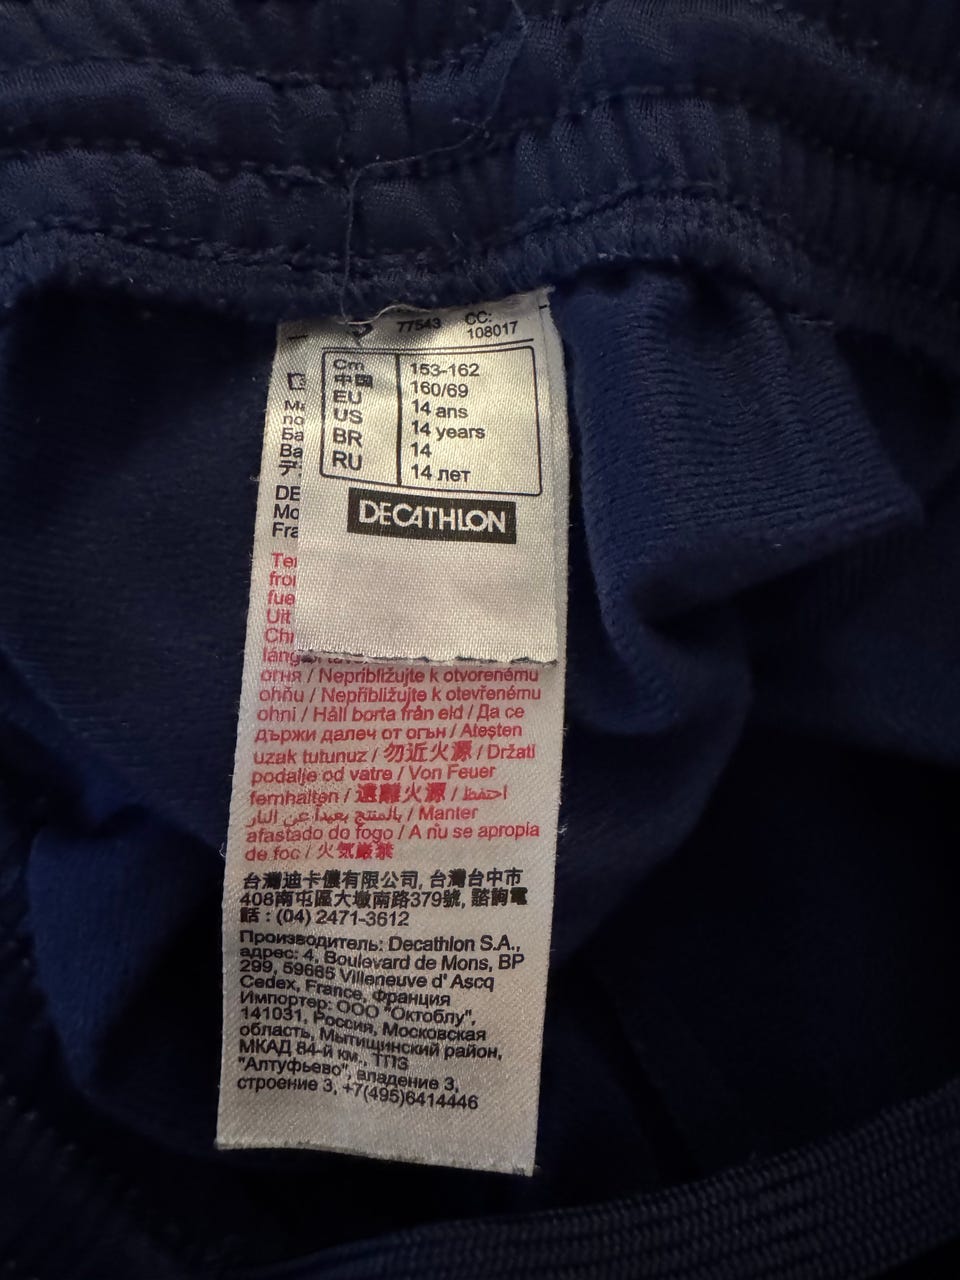 77543 CC:
108017
Cm 153-162
中国 160/69
EU 14 ans
US 14 years
BR 14
RU 14 лет
DECATHLON
DE
Fra
огня / Nepribližujte k otvorenému
ohňu / Nepřibližujte k otevřenému
ohni / Håll borta från eld / Да се
държи далеч от огън / Ateşten
uzak tutunuz / 勿近火源 / Držati
podalje od vatre / Von Feuer
fernhalten / 遠離火源 / احتفظ
بالمنتج بعيداً عن النار / Manter
afastado do fogo / A nu se apropia
de foc / 火気厳禁
台灣迪卡儂有限公司, 台灣台中市
408南屯區大墩南路379號, 諮詢電
話 : (04) 2471-3612
Производитель: Decathlon S.A.,
адрес: 4, Boulevard de Mons, BP
299, 59665 Villeneuve d' Ascq
Cedex, France, Франция
Импортер: ООО "Октоблу",
141031, Россия, Московская
область, Мытищинский район,
МКАД 84-й км., ТПЗ
"Алтуфьево", владение 3,
строение 3, +7(495)6414446